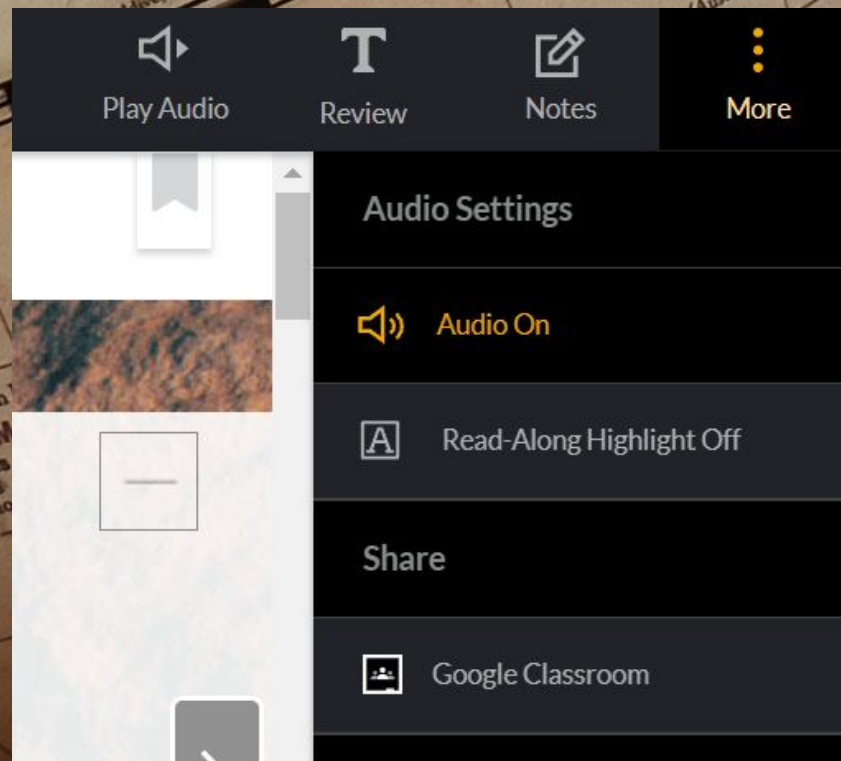 Play Audio
Review
Notes
More
Audio Settings
Audio On
A Read-Along Highlight Off
Share
Google Classroom